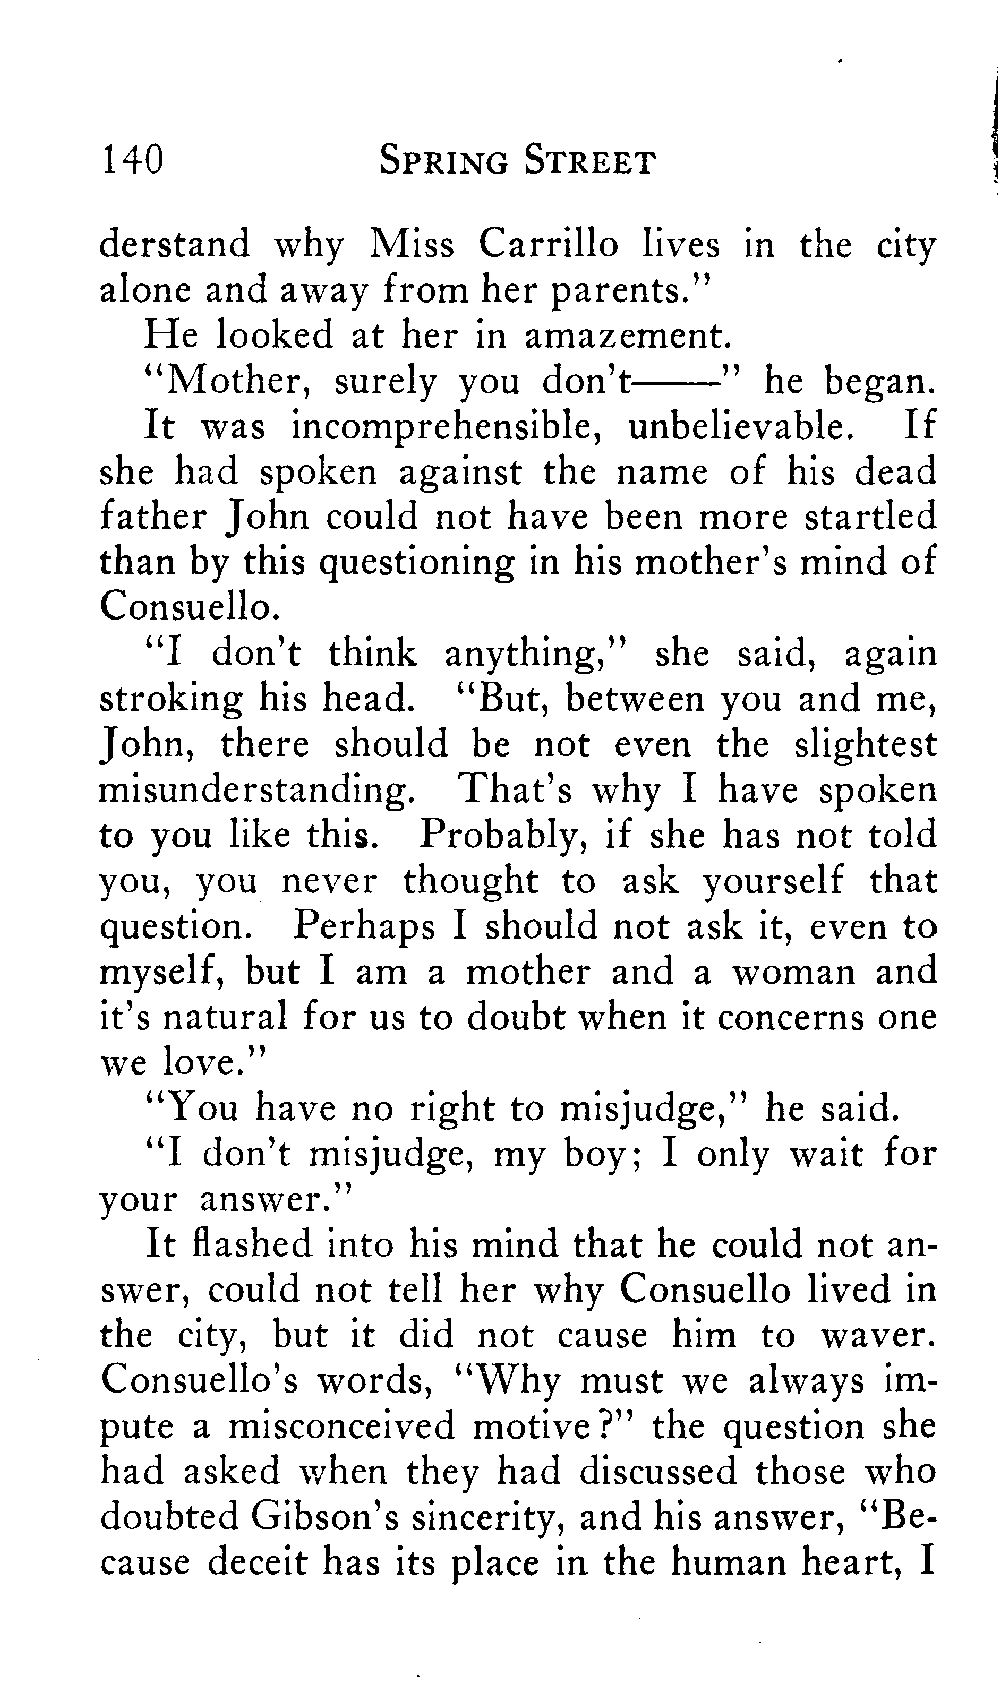 140 SPRING STREET
derstand why Miss Carrillo lives in the city
alone and away from her parents."
He looked at her in amazement.
"Mother, surely you don't——" he began.
It was incomprehensible, unbelievable. If
she had spoken against the name of his dead
father John could not have been more startled
than by this questioning in his mother's mind of
Consuello.
"I don't think anything," she said, again
stroking his head. "But, between you and me,
John, there should be not even the slightest
misunderstanding. That's why I have spoken
to you like this. Probably, if she has not told
you, you never thought to ask yourself that
question. Perhaps I should not ask it, even to
myself, but I am a mother and a woman and
it's natural for us to doubt when it concerns one
we love."
"You have no right to misjudge," he said.
"I don't misjudge, my boy; I only wait for
your answer."
It flashed into his mind that he could not an-
swer, could not tell her why Consuello lived in
the city, but it did not cause him to waver.
Consuello's words, "Why must we always im-
pute a misconceived motive?" the question she
had asked when they had discussed those who
doubted Gibson's sincerity, and his answer, "Be-
cause deceit has its place in the human heart, I